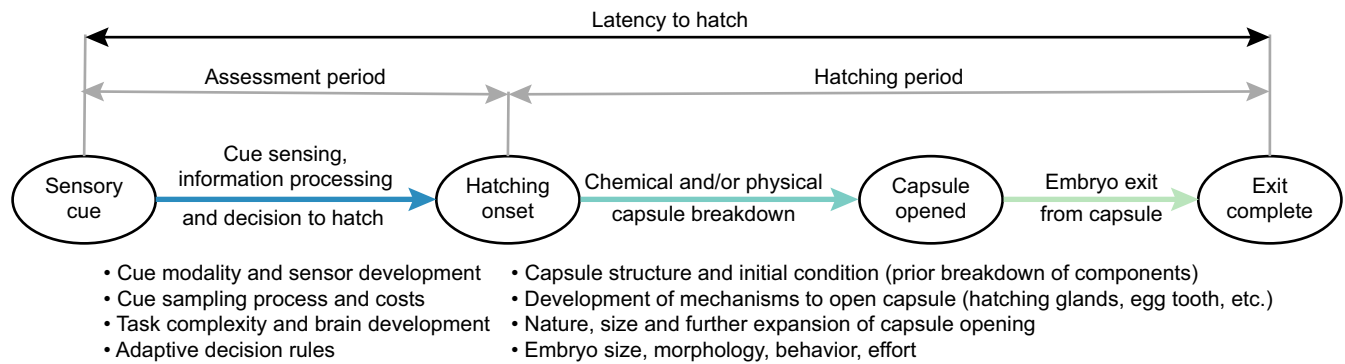 Latency to hatch
Assessment period
Hatching period
Sensory
cue
Cue sensing,
information processing
and decision to hatch
Hatching
onset
Chemical and/or physical
capsule breakdown
Capsule
opened
Embryo exit
from capsule
Exit
complete
• Cue modality and sensor development
• Cue sampling process and costs
• Task complexity and brain development
• Adaptive decision rules
• Capsule structure and initial condition (prior breakdown of components)
• Development of mechanisms to open capsule (hatching glands, egg tooth, etc.)
• Nature, size and further expansion of capsule opening
• Embryo size, morphology, behavior, effort